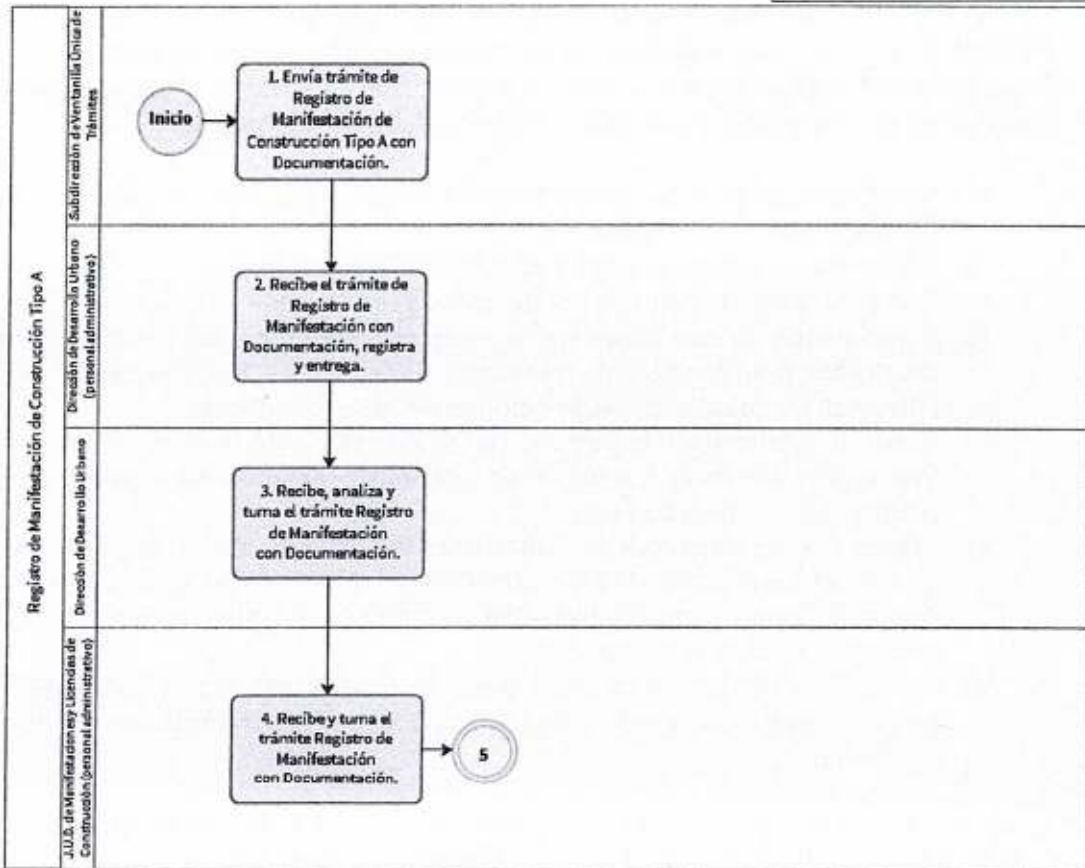 Registro de Manifestación de Construcción Tipo A
Subdirección de Ventanilla Única de
Trámites
Inicio
1. Envía trámite de
Registro de
Manifestación de
Construcción Tipo A con
Documentación.
Dirección de Desarrollo Urbano
(personal administrativo)
2. Recibe el trámite de
Registro de
Manifestación con
Documentación, registra
y entrega.
Dirección de Desarrollo Urbano
3. Recibe, analiza y
turna el trámite Registro
de Manifestación
con Documentación.
J.U.D. de Manifestaciones y Licencias de
Construcción (personal administrativo)
4. Recibe y turna el
trámite Registro de
Manifestación
con Documentación.
5